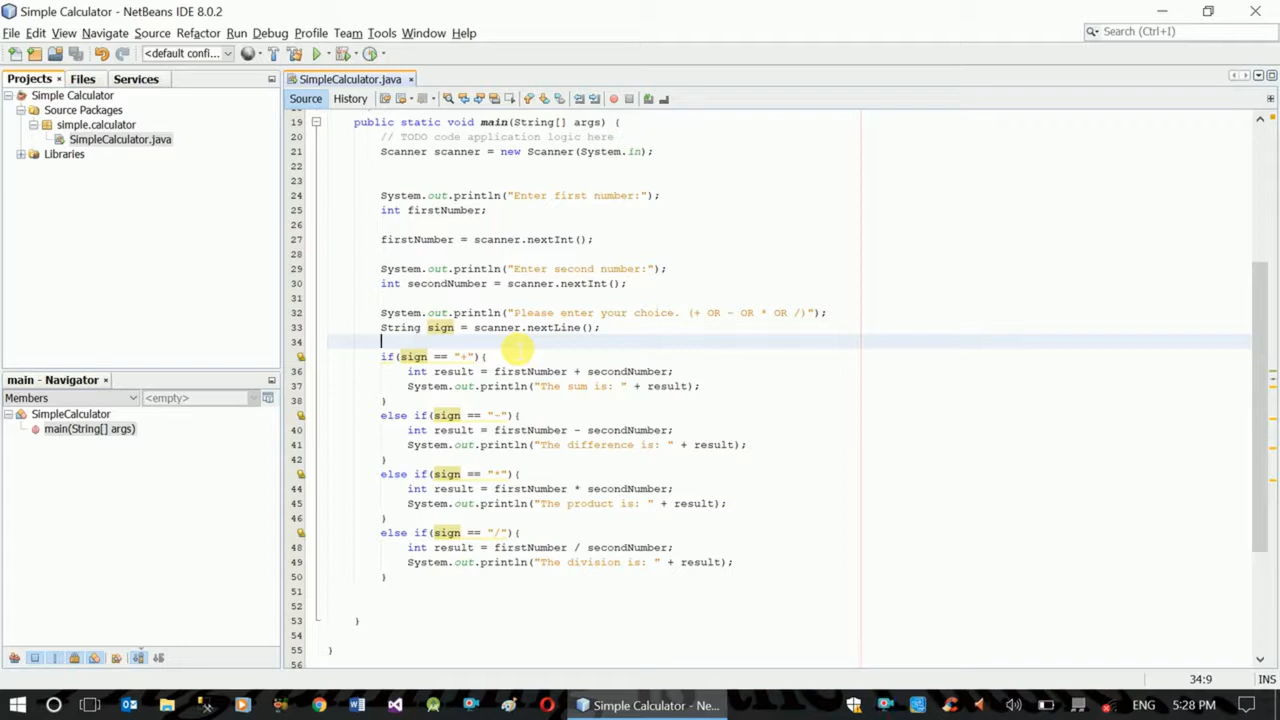 Simple Calculator - NetBeans IDE 8.0.2
File Edit View Navigate Source Refactor Run Debug Profile Team Tools Window Help
Search (Ctrl+I)
<default confi...
Projects × Files Services
SimpleCalculator.java ×
Simple Calculator
Source Packages
simple.calculator
SimpleCalculator.java
Libraries
Source History
19 public static void main(String[] args) {
20 // TODO code application logic here
21 Scanner scanner = new Scanner(System.in);
22
23
24 System.out.println("Enter first number:");
25 int firstNumber;
26
27 firstNumber = scanner.nextInt();
28
29 System.out.println("Enter second number:");
30 int secondNumber = scanner.nextInt();
31
32 System.out.println("Please enter your choice. (+ OR - OR * OR /)");
33 String sign = scanner.nextLine();
34
if(sign == "+"){
36 int result = firstNumber + secondNumber;
37 System.out.println("The sum is: " + result);
38 }
else if(sign == "-"){
40 int result = firstNumber - secondNumber;
41 System.out.println("The difference is: " + result);
42 }
else if(sign == "*"){
44 int result = firstNumber * secondNumber;
45 System.out.println("The product is: " + result);
46 }
else if(sign == "/"){
48 int result = firstNumber / secondNumber;
49 System.out.println("The division is: " + result);
50 }
51
52
53 }
54
55 }
56
main - Navigator ×
Members <empty>
SimpleCalculator
main(String[] args)
34:9 INS
Simple Calculator - Ne...
ENG 5:28 PM